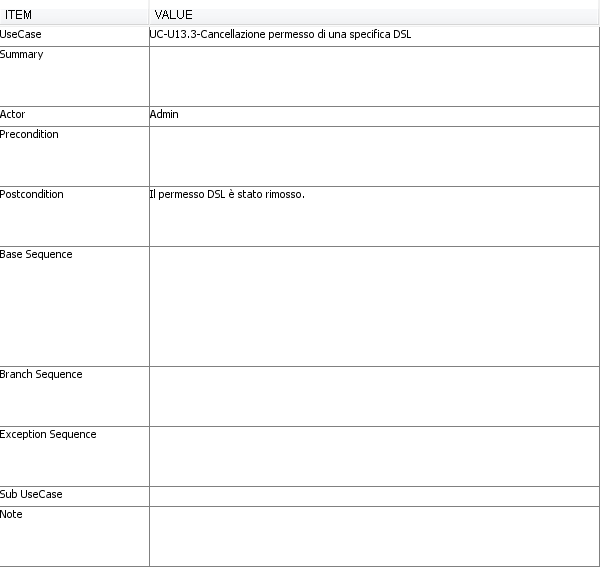 ITEM VALUE
UseCase UC-U13.3-Cancellazione permesso di una specifica DSL
Summary
Actor Admin
Precondition
Postcondition Il permesso DSL è stato rimosso.
Base Sequence
Branch Sequence
Exception Sequence
Sub UseCase
Note